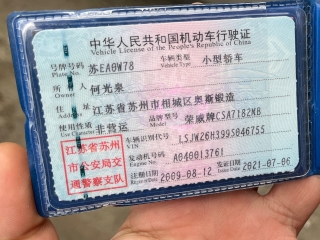 中华人民共和国机动车行驶证
Vehicle License of the People's Republic of China
号牌号码 苏EA0W78 车辆类型 小型轿车
Plate No. Vehicle Type
所有人 何光泉
Owner
住址 江苏省苏州市相城区奥斯锻造
Address
使用性质 非营运 品牌型号 荣威牌CSA7182MB
Use Character Model
江苏省苏州市公安局交通警察支队
车辆识别代号 LSJW26H399S046755
VIN
发动机号码 A040013761
Engine No.
注册日期 2009-08-12 发证日期 2021-07-06
Register Date Issue Date